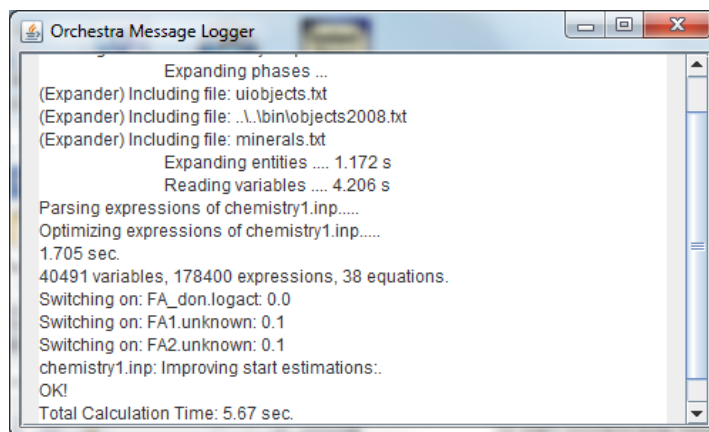 Orchestra Message Logger
Expanding phases ...
(Expander) Including file: uiobjects.txt
(Expander) Including file: ..\..\bin\objects2008.txt
(Expander) Including file: minerals.txt
Expanding entities .... 1.172 s
Reading variables .... 4.206 s
Parsing expressions of chemistry1.inp.....
Optimizing expressions of chemistry1.inp.....
1.705 sec.
40491 variables, 178400 expressions, 38 equations.
Switching on: FA_don.logact: 0.0
Switching on: FA1.unknown: 0.1
Switching on: FA2.unknown: 0.1
chemistry1.inp: Improving start estimations:.
OK!
Total Calculation Time: 5.67 sec.